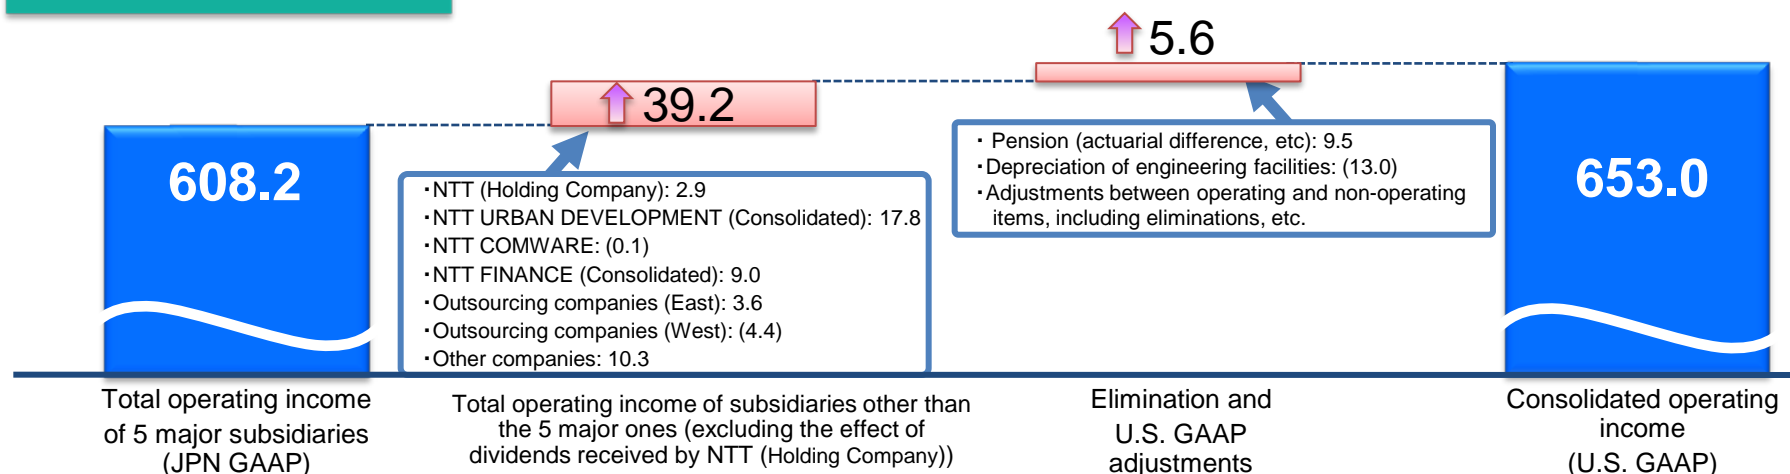 5.6
39.2
608.2
653.0
・NTT (Holding Company): 2.9
・NTT URBAN DEVELOPMENT (Consolidated): 17.8
・NTT COMWARE: (0.1)
・NTT FINANCE (Consolidated): 9.0
・Outsourcing companies (East): 3.6
・Outsourcing companies (West): (4.4)
・Other companies: 10.3
・ Pension (actuarial difference, etc): 9.5
・Depreciation of engineering facilities: (13.0)
・Adjustments between operating and non-operating
items, including eliminations, etc.
Total operating income
of 5 major subsidiaries
(JPN GAAP)
Total operating income of subsidiaries other than
the 5 major ones (excluding the effect of
dividends received by NTT (Holding Company))
Elimination and
U.S. GAAP
adjustments
Consolidated operating
income
(U.S. GAAP)